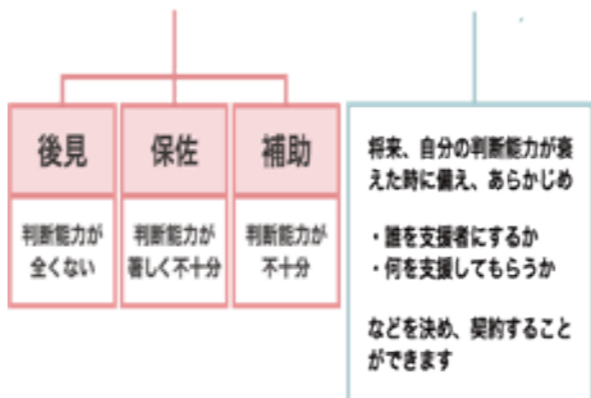 後見
判断能力が
全くない
保佐
判断能力が
著しく不十分
補助
判断能力が
不十分
将来、自分の判断能力が衰
えた時に備え、あらかじめ
・誰を支援者にするか
・何を支援してもらうか
などを決め、契約すること
ができます